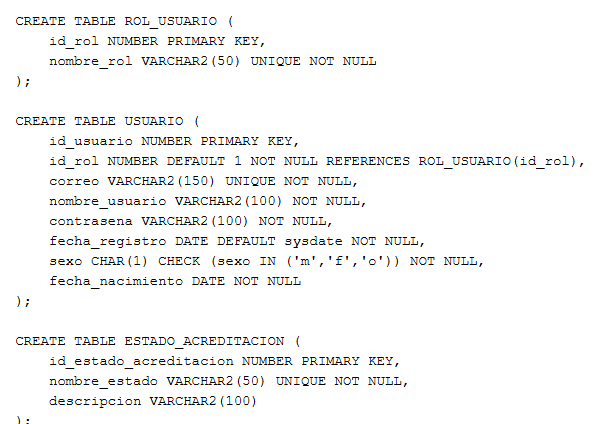 CREATE TABLE ROL_USUARIO (
    id_rol NUMBER PRIMARY KEY,
    nombre_rol VARCHAR2(50) UNIQUE NOT NULL
);

CREATE TABLE USUARIO (
    id_usuario NUMBER PRIMARY KEY,
    id_rol NUMBER DEFAULT 1 NOT NULL REFERENCES ROL_USUARIO(id_rol),
    correo VARCHAR2(150) UNIQUE NOT NULL,
    nombre_usuario VARCHAR2(100) NOT NULL,
    contrasena VARCHAR2(100) NOT NULL,
    fecha_registro DATE DEFAULT sysdate NOT NULL,
    sexo CHAR(1) CHECK (sexo IN ('m','f','o')) NOT NULL,
    fecha_nacimiento DATE NOT NULL
);

CREATE TABLE ESTADO_ACREDITACION (
    id_estado_acreditacion NUMBER PRIMARY KEY,
    nombre_estado VARCHAR2(50) UNIQUE NOT NULL,
    descripcion VARCHAR2(100)
);